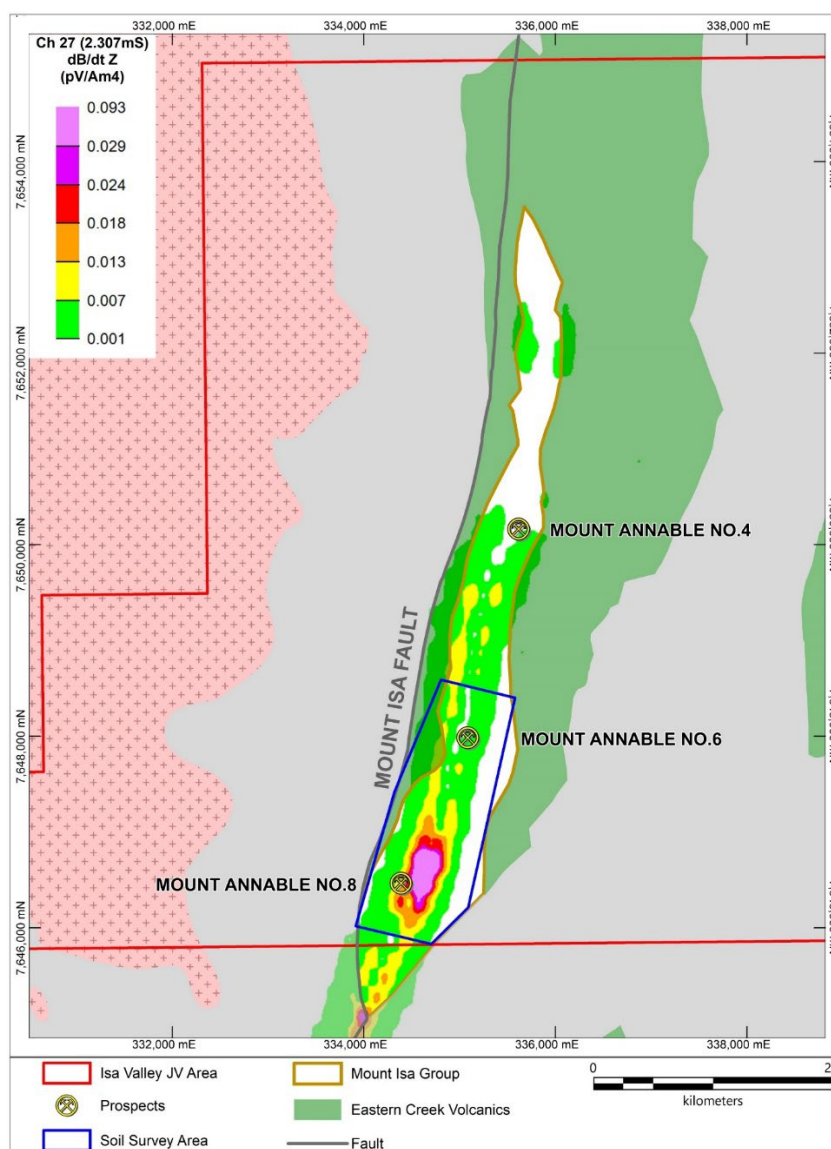 332,000 mE 334,000 mE 336,000 mE 338,000 mE
Ch 27 (2.307mS)
dB/dt Z
(pV/Am4)
0.093
0.029
0.024
0.018
0.013
0.007
0.001
7,654,000 mN
7,652,000 mN
7,650,000 mN
7,648,000 mN
7,646,000 mN
MOUNT ANNABLE NO.4
MOUNT ISA FAULT
MOUNT ANNABLE NO.6
MOUNT ANNABLE NO.8
332,000 mE 334,000 mE 336,000 mE 338,000 mE
Isa Valley JV Area
Prospects
Soil Survey Area
Mount Isa Group
Eastern Creek Volcanics
Fault
0 2
kilometers